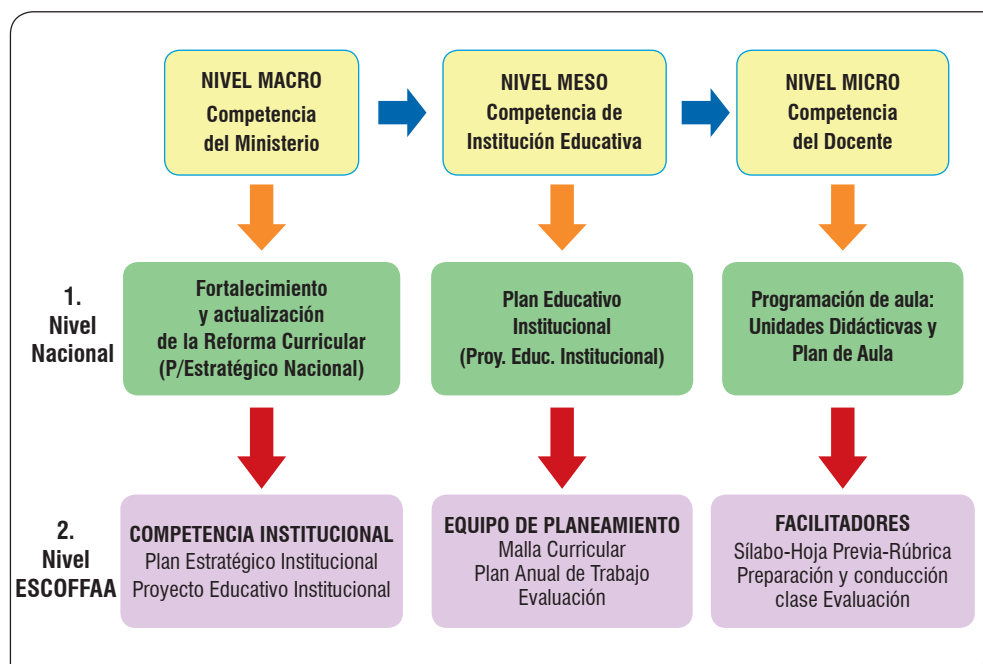 NIVEL MACRO
Competencia
del Ministerio
NIVEL MESO
Competencia de
Institución Educativa
NIVEL MICRO
Competencia
del Docente
1.
Nivel
Nacional
Fortalecimiento
y actualización
de la Reforma Curricular
(P/Estratégico Nacional)
Plan Educativo
Institucional
(Proy. Educ. Institucional)
Programación de aula:
Unidades Didácticvas y
Plan de Aula
2.
Nivel
ESCOFFAA
COMPETENCIA INSTITUCIONAL
Plan Estratégico Institucional
Proyecto Educativo Institucional
EQUIPO DE PLANEAMIENTO
Malla Curricular
Plan Anual de Trabajo
Evaluación
FACILITADORES
Sílabo-Hoja Previa-Rúbrica
Preparación y conducción
clase Evaluación